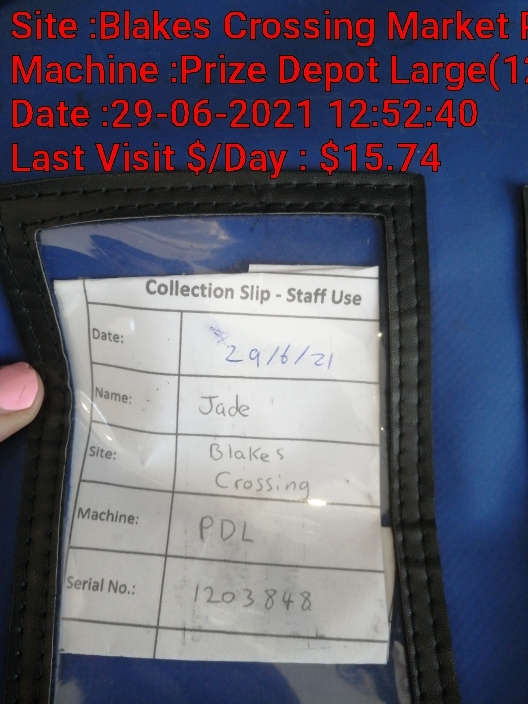 Site :Blakes Crossing Market
Machine :Prize Depot Large(12
Date :29-06-2021 12:52:40
Last Visit $/Day : $15.74
Collection Slip - Staff Use
Date: 29/6/21
Name: Jade
Site: Blakes
Crossing
Machine: PDL
Serial No.: 1203848